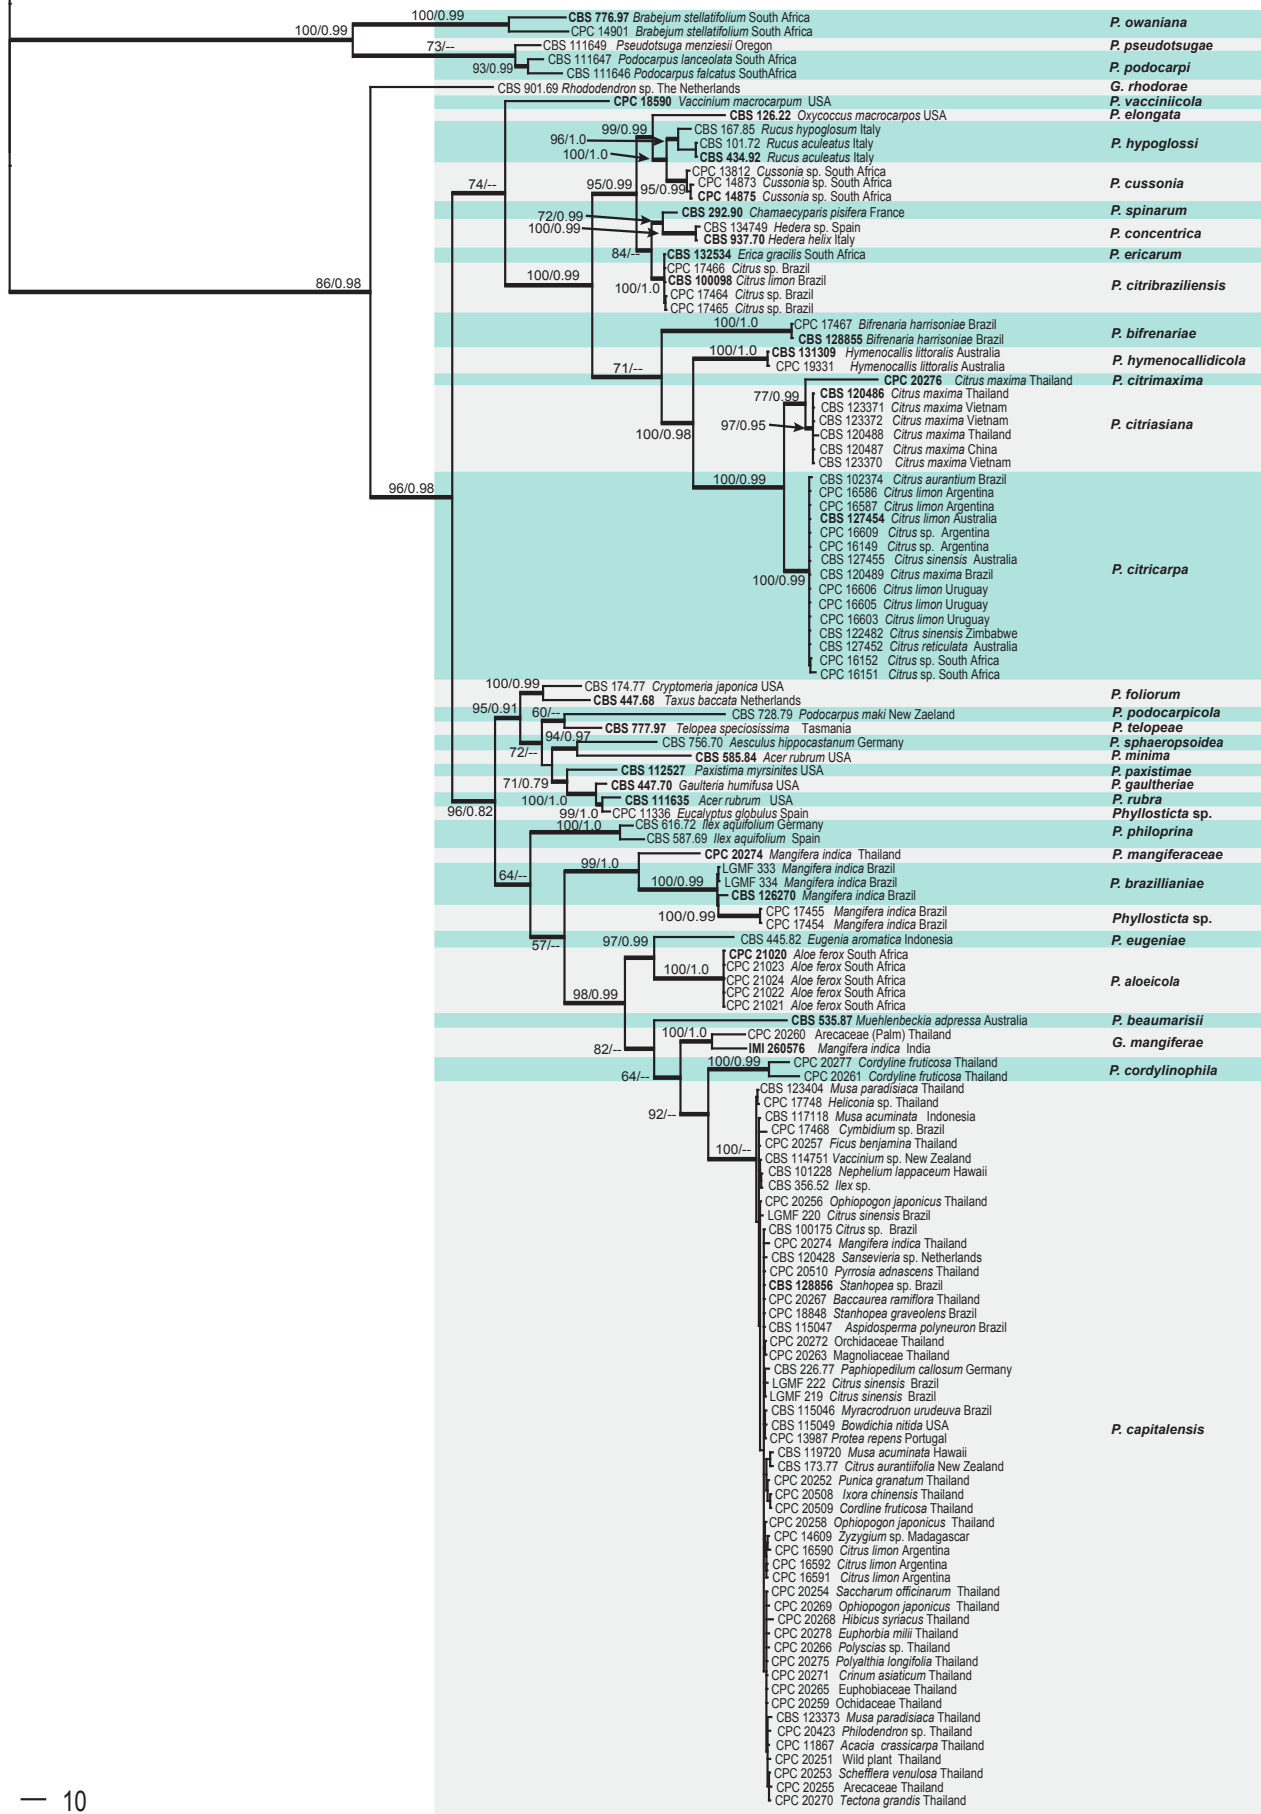 100/0.99
CBS 776.97 Brabejum stellatifolium South Africa
P. owaniana
CPC 14901 Brabejum stellatifolium South Africa
100/0.99
73/--
CBS 111649 Pseudotsuga menziesii Oregon
P. pseudotsugae
CBS 111647 Podocarpus lanceolata South Africa
P. podocarpi
93/0.99
CBS 111646 Podocarpus falcatus SouthAfrica
CBS 901.69 Rhododendron sp. The Netherlands
G. rhodorae
CPC 18590 Vaccinium macrocarpum USA
P. vacciniicola
CBS 126.22 Oxycoccus macrocarpos USA
P. elongata
99/0.99
CBS 167.85 Rucus hypoglosum Italy
96/1.0
CBS 101.72 Rucus aculeatus Italy
P. hypoglossi
100/1.0
CBS 434.92 Rucus aculeatus Italy
CPC 13812 Cussonia sp. South Africa
74/--
95/0.99
95/0.99
CPC 14873 Cussonia sp. South Africa
P. cussonia
CPC 14875 Cussonia sp. South Africa
72/0.99
CBS 292.90 Chamaecyparis pisifera France
P. spinarum
100/0.99
CBS 134749 Hedera sp. Spain
P. concentrica
CBS 937.70 Hedera helix Italy
84/--
CBS 132534 Erica gracilis South Africa
P. ericarum
CPC 17466 Citrus sp. Brazil
86/0.98
100/0.99
100/1.0
CBS 100098 Citrus limon Brazil
P. citribraziliensis
CPC 17464 Citrus sp. Brazil
CPC 17465 Citrus sp. Brazil
100/1.0
CPC 17467 Bifrenaria harrisoniae Brazil
P. bifrenariae
CBS 128855 Bifrenaria harrisoniae Brazil
100/1.0
CBS 131309 Hymenocallis littoralis Australia
P. hymenocallidicola
CPC 19331 Hymenocallis littoralis Australia
71/--
CPC 20276 Citrus maxima Thailand
P. citrimaxima
77/0.99
CBS 120486 Citrus maxima Thailand
CBS 123371 Citrus maxima Vietnam
97/0.95
CBS 123372 Citrus maxima Vietnam
P. citriasiana
100/0.98
CBS 120488 Citrus maxima Thailand
CBS 120487 Citrus maxima China
CBS 123370 Citrus maxima Vietnam
96/0.98
100/0.99
CBS 102374 Citrus aurantium Brazil
CPC 16586 Citrus limon Argentina
CPC 16587 Citrus limon Argentina
CBS 127454 Citrus limon Australia
CPC 16609 Citrus sp. Argentina
CPC 16149 Citrus sp. Argentina
CBS 127455 Citrus sinensis Australia
P. citricarpa
100/0.99
CBS 120489 Citrus maxima Brazil
CPC 16606 Citrus limon Uruguay
CPC 16605 Citrus limon Uruguay
CPC 16603 Citrus limon Uruguay
CBS 122482 Citrus sinensis Zimbabwe
CBS 127452 Citrus reticulata Australia
CPC 16152 Citrus sp. South Africa
CPC 16151 Citrus sp. South Africa
100/0.99
CBS 174.77 Cryptomeria japonica USA
P. foliorum
CBS 447.68 Taxus baccata Netherlands
95/0.91
60/--
CBS 728.79 Podocarpus maki New Zaeland
P. podocarpicola
CBS 777.97 Telopea speciosissima Tasmania
P. telopeae
94/0.97
CBS 756.70 Aesculus hippocastanum Germany
P. sphaeropsoidea
72/--
CBS 585.84 Acer rubrum USA
P. minima
CBS 112527 Paxistima myrsinites USA
P. paxistimae
71/0.79
CBS 447.70 Gaulteria humifusa USA
P. gaultheriae
100/1.0
CBS 111635 Acer rubrum USA
P. rubra
96/0.82
99/1.0
CPC 11336 Eucalyptus globulus Spain
Phyllosticta sp.
100/1.0
CBS 616.72 Ilex aquifolium Germany
P. philoprina
CBS 587.69 Ilex aquifolium Spain
CPC 20274 Mangifera indica Thailand
P. mangiferaceae
99/1.0
LGMF 333 Mangifera indica Brazil
64/--
100/0.99
LGMF 334 Mangifera indica Brazil
P. brazillianiae
CBS 126270 Mangifera indica Brazil
100/0.99
CPC 17455 Mangifera indica Brazil
Phyllosticta sp.
CPC 17454 Mangifera indica Brazil
57/--
97/0.99
CBS 445.82 Eugenia aromatica Indonesia
P. eugeniae
CPC 21020 Aloe ferox South Africa
100/1.0
CPC 21023 Aloe ferox South Africa
CPC 21024 Aloe ferox South Africa
P. aloeicola
98/0.99
CPC 21022 Aloe ferox South Africa
CPC 21021 Aloe ferox South Africa
CBS 535.87 Muehlenbeckia adpressa Australia
P. beaumarisii
100/1.0
CPC 20260 Arecaceae (Palm) Thailand
G. mangiferae
82/--
IMI 260576 Mangifera indica India
100/0.99
CPC 20277 Cordyline fruticosa Thailand
P. cordylinophila
64/--
CPC 20261 Cordyline fruticosa Thailand
CBS 123404 Musa paradisiaca Thailand
CPC 17748 Heliconia sp. Thailand
92/--
CBS 117118 Musa acuminata Indonesia
CPC 17468 Cymbidium sp. Brazil
CPC 20257 Ficus benjamina Thailand
100/--
CBS 114751 Vaccinium sp. New Zealand
CBS 101228 Nephelium lappaceum Hawaii
CBS 356.52 Ilex sp.
CPC 20256 Ophiopogon japonicus Thailand
LGMF 220 Citrus sinensis Brazil
CBS 100175 Citrus sp. Brazil
CPC 20274 Mangifera indica Thailand
CBS 120428 Sansevieria sp. Netherlands
CPC 20510 Pyrrosia adnascens Thailand
CBS 128856 Stanhopea sp. Brazil
CPC 20267 Baccaurea ramiflora Thailand
CPC 18848 Stanhopea graveolens Brazil
CBS 115047 Aspidosperma polyneuron Brazil
CPC 20272 Orchidaceae Thailand
CPC 20263 Magnoliaceae Thailand
CBS 226.77 Paphiopedilum callosum Germany
LGMF 222 Citrus sinensis Brazil
LGMF 219 Citrus sinensis Brazil
CBS 115046 Myracrodruon urudeuva Brazil
CBS 115049 Bowdichia nitida USA
P. capitalensis
CPC 13987 Protea repens Portugal
CBS 119720 Musa acuminata Hawaii
CBS 173.77 Citrus aurantiifolia New Zealand
CPC 20252 Punica granatum Thailand
CPC 20508 Ixora chinensis Thailand
CPC 20509 Cordline fruticosa Thailand
CPC 20258 Ophiopogon japonicus Thailand
CPC 14609 Zyzygium sp. Madagascar
CPC 16590 Citrus limon Argentina
CPC 16592 Citrus limon Argentina
CPC 16591 Citrus limon Argentina
CPC 20254 Saccharum officinarum Thailand
CPC 20269 Ophiopogon japonicus Thailand
CPC 20268 Hibicus syriacus Thailand
CPC 20278 Euphorbia milii Thailand
CPC 20266 Polyscias sp. Thailand
CPC 20275 Polyalthia longifolia Thailand
CPC 20271 Crinum asiaticum Thailand
CPC 20265 Euphobiaceae Thailand
CPC 20259 Ochidaceae Thailand
CBS 123373 Musa paradisiaca Thailand
CPC 20423 Philodendron sp. Thailand
CPC 11867 Acacia crassicarpa Thailand
CPC 20251 Wild plant Thailand
CPC 20253 Schefflera venulosa Thailand
CPC 20255 Arecaceae Thailand
CPC 20270 Tectona grandis Thailand
10